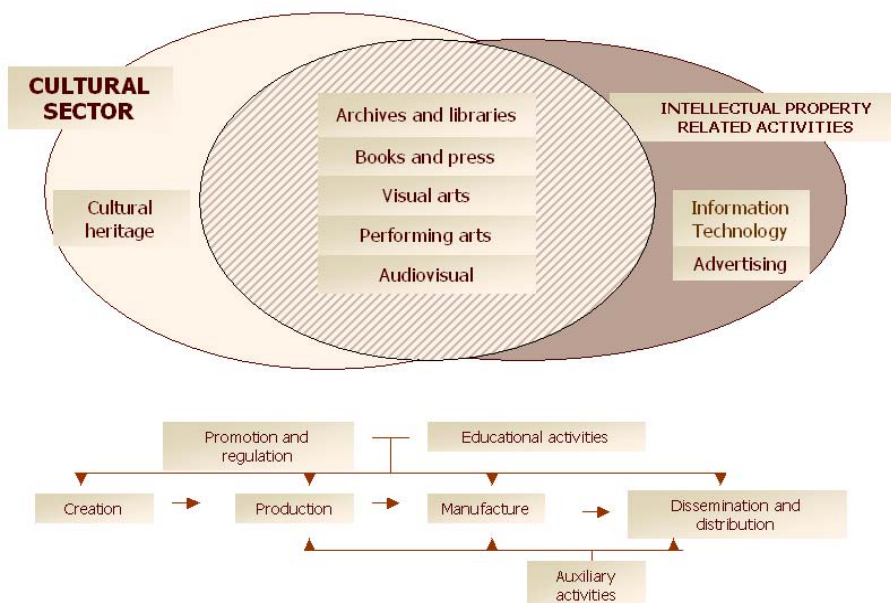 CULTURAL
SECTOR
Archives and libraries
Books and press
Visual arts
Performing arts
Audiovisual
Cultural
heritage
INTELLECTUAL PROPERTY
RELATED ACTIVITIES
Information
Technology
Advertising
Promotion and
regulation
Educational activities
Creation
Production
Manufacture
Dissemination and
distribution
Auxiliary
activities